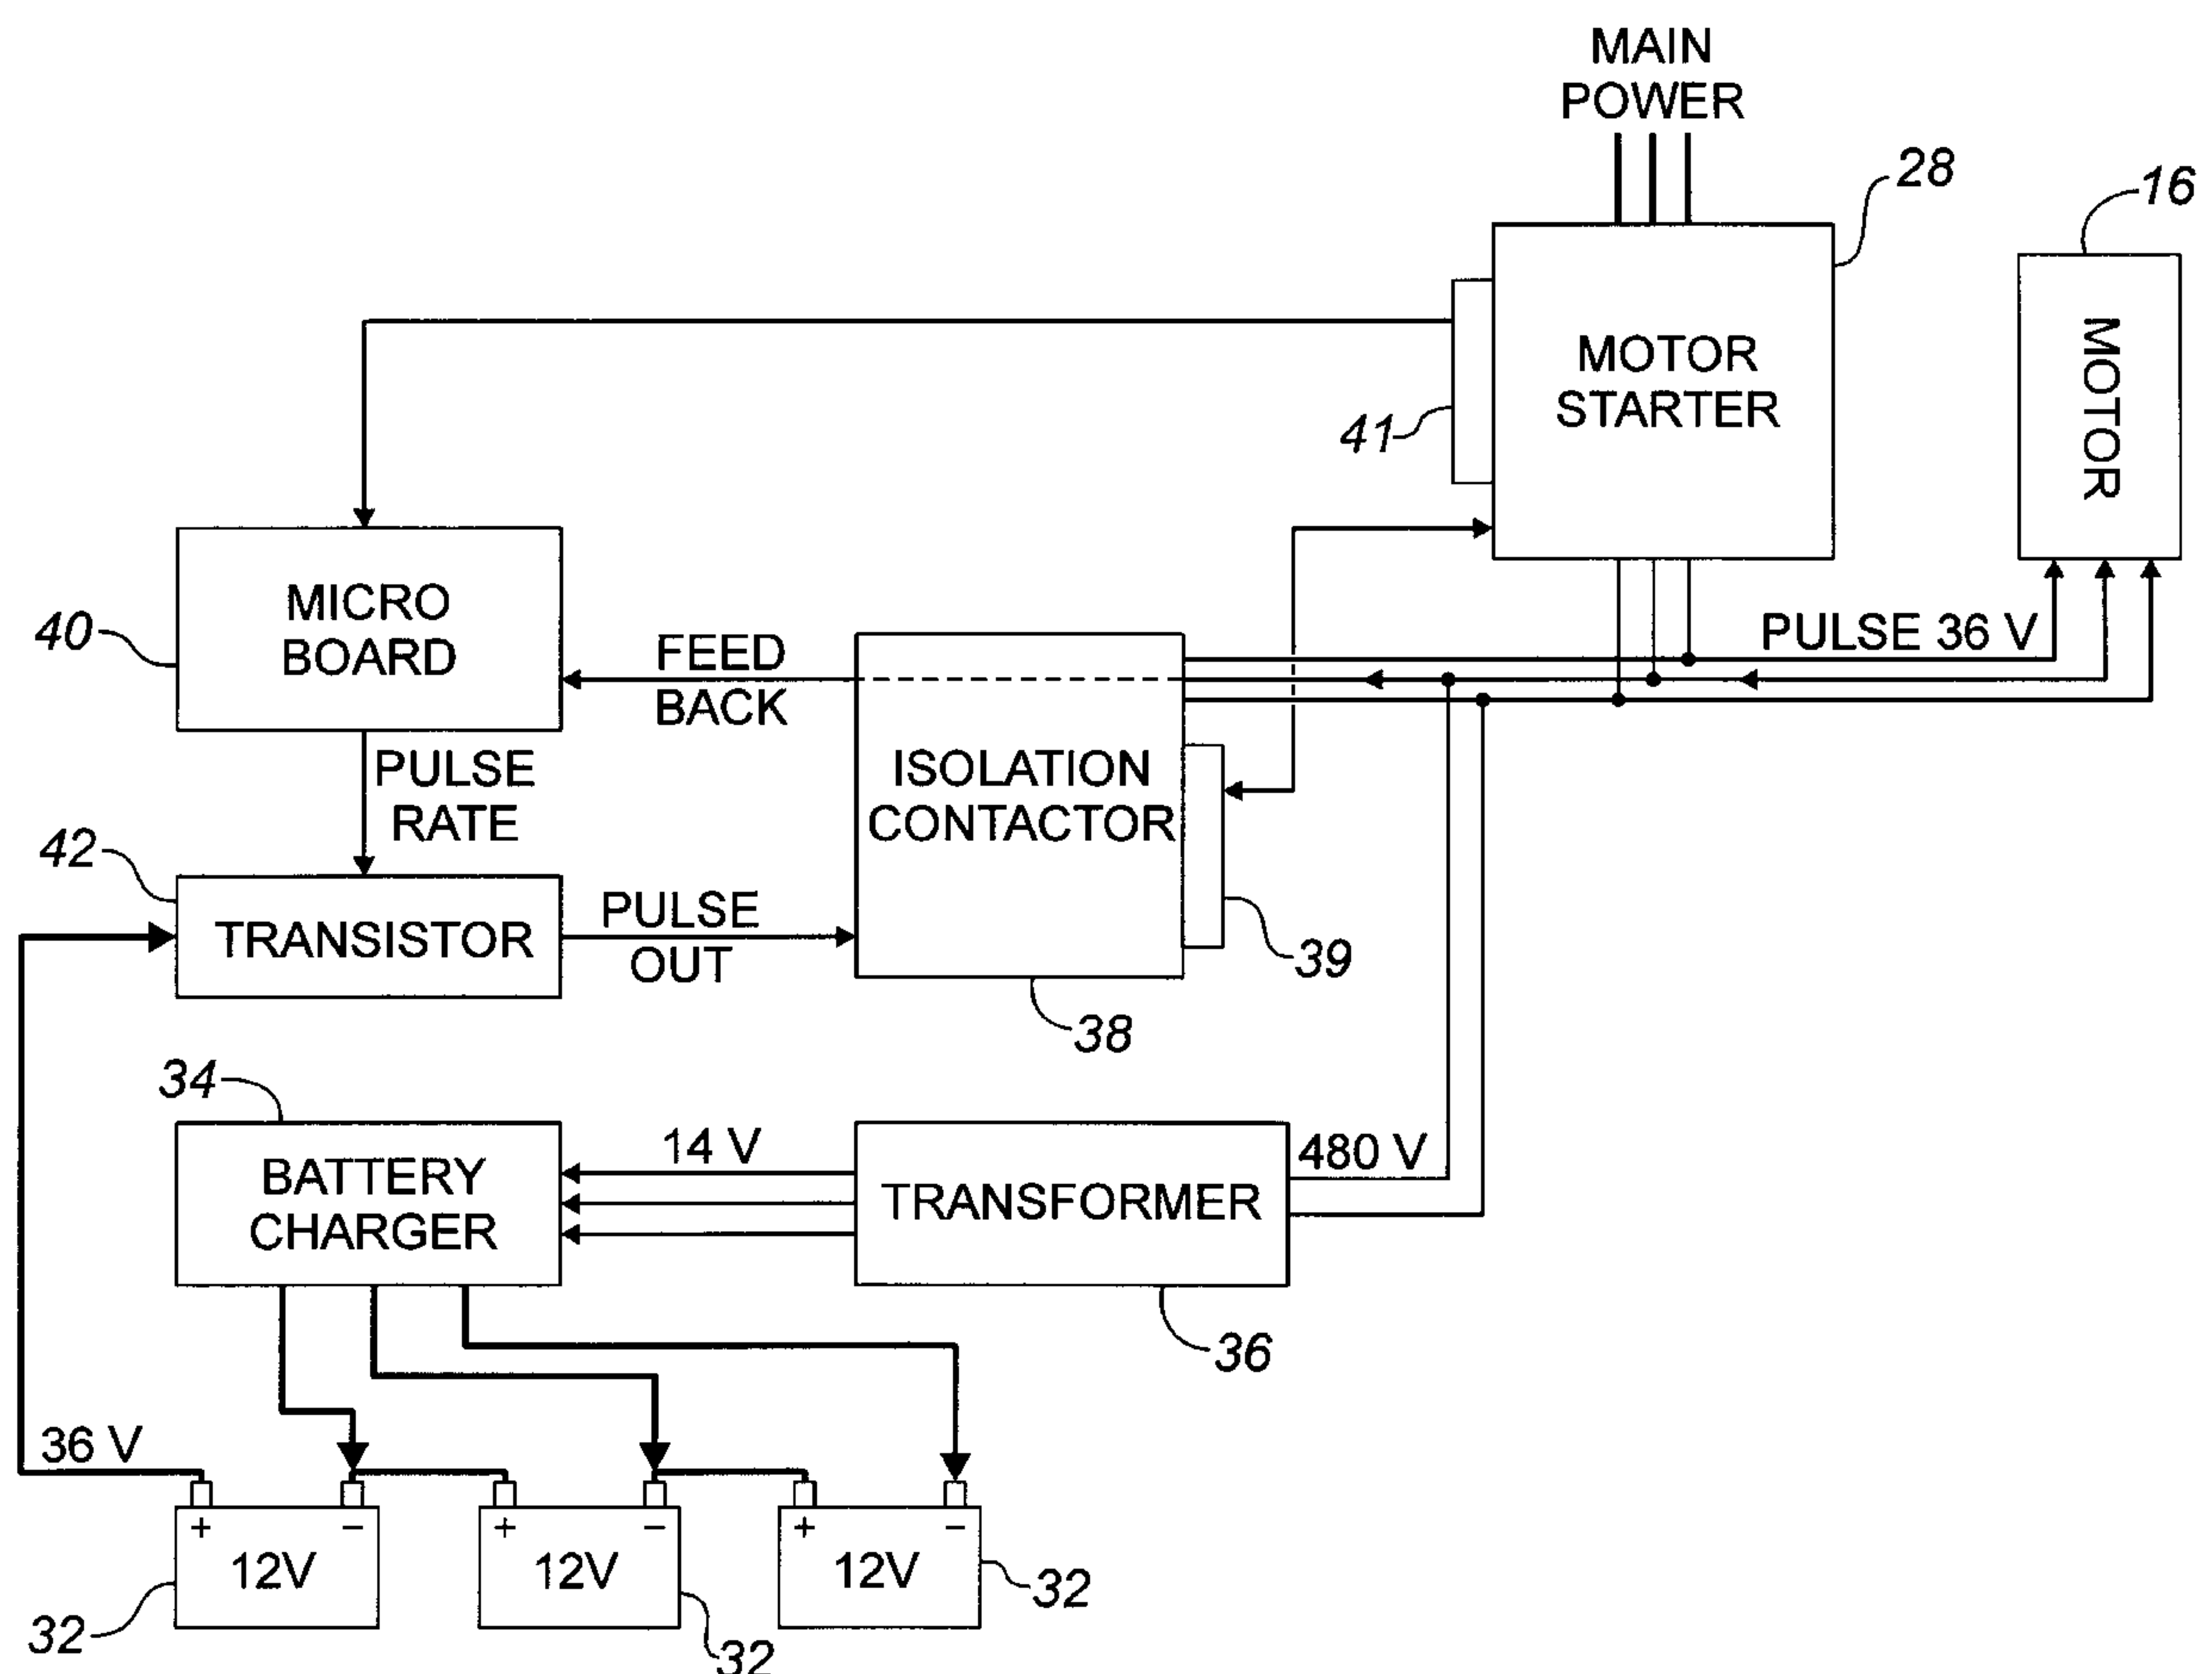 MAIN
POWER
28
16
MOTOR
STARTER
MOTOR
41
MICRO
BOARD
40
FEED
BACK
PULSE 36 V
PULSE
RATE
ISOLATION
CONTACTOR
42
TRANSISTOR
PULSE
OUT
39
38
34
BATTERY
CHARGER
14 V
TRANSFORMER
480 V
36
36 V
+ −
12V
+ −
12V
+ −
12V
32
32
32